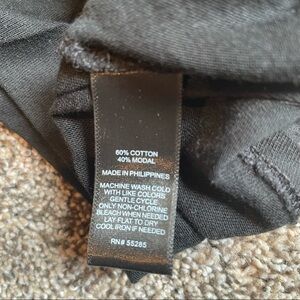 60% COTTON
40% MODAL
MADE IN PHILIPPINES
MACHINE WASH COLD
WITH LIKE COLORS
GENTLE CYCLE
ONLY NON-CHLORINE
BLEACH WHEN NEEDED
LAY-FLAT TO DRY
COOL IRON IF NEEDED
RN# 55285